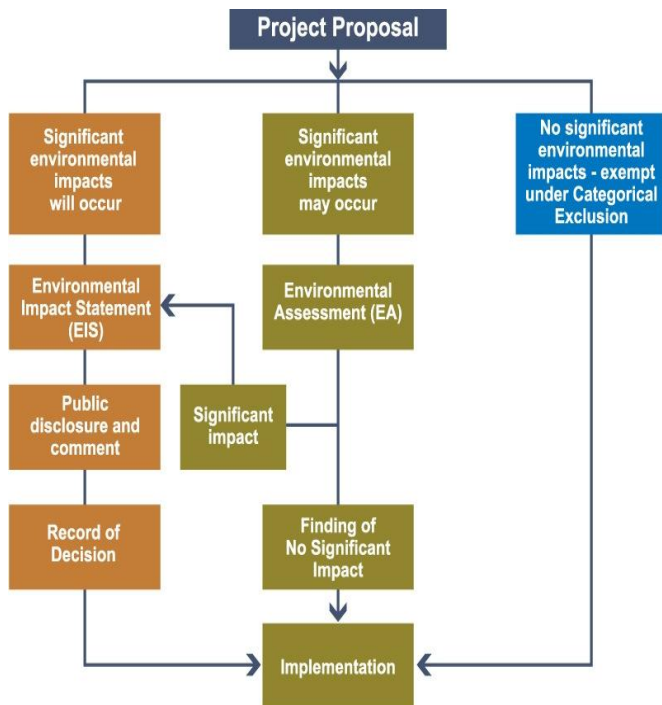 Project Proposal
Significant
environmental
impacts
will occur
Significant
environmental
impacts
may occur
No significant
environmental
impacts - exempt
under Categorical
Exclusion
Environmental
Impact Statement
(EIS)
Environmental
Assessment (EA)
Public
disclosure and
comment
Significant
impact
Record of
Decision
Finding of
No Significant
Impact
Implementation